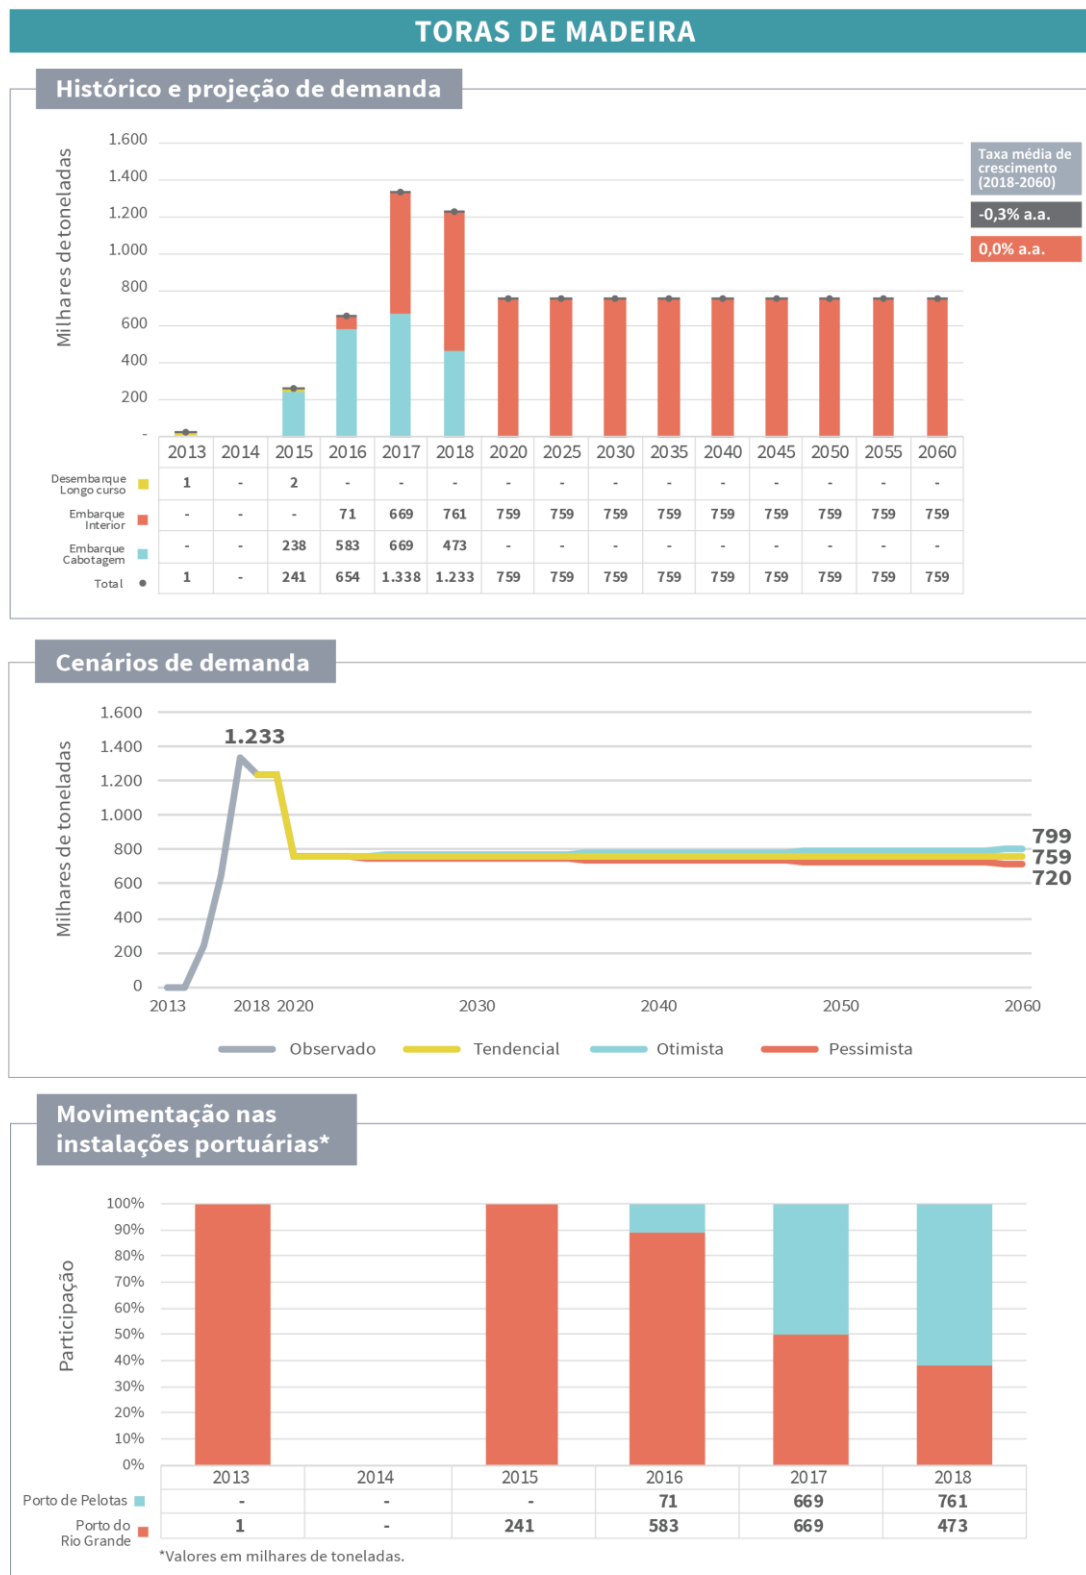 TORAS DE MADEIRA
Histórico e projeção de demanda
Milhares detoneladas
1.600
1.400
1.200
1.000
800
600
400
200
-
Taxa média de
crescimento
(2018-2060)
-0,3% a.a.
0,0% a.a.
2013 2014 2015 2016 2017 2018 2020 2025 2030 2035 2040 2045 2050 2055 2060
Desembarque
Longo curso
1 - 2 - - - - - - - - - - - -
Embarque
Interior
- - - 71 669 761 759 759 759 759 759 759 759 759 759
Embarque
Cabotagem
- - 238 583 669 473 - - - - - - - - -
Total 1 - 241 654 1.338 1.233 759 759 759 759 759 759 759 759 759
Cenários de demanda
Milhares de toneladas
1.600
1.400
1.200
1.000
800
600
400
200
0
1.233
799
759
720
2013 2018 2020 2030 2040 2050 2060
Observado Tendencial Otimista Pessimista
Movimentação nas
instalações portuárias*
Participação
100%
90%
80%
70%
60%
50%
40%
30%
20%
10%
0%
2013 2014 2015 2016 2017 2018
Porto de Pelotas - - - 71 669 761
Porto do
Rio Grande
1 - 241 583 669 473
*Valores em milhares de toneladas.